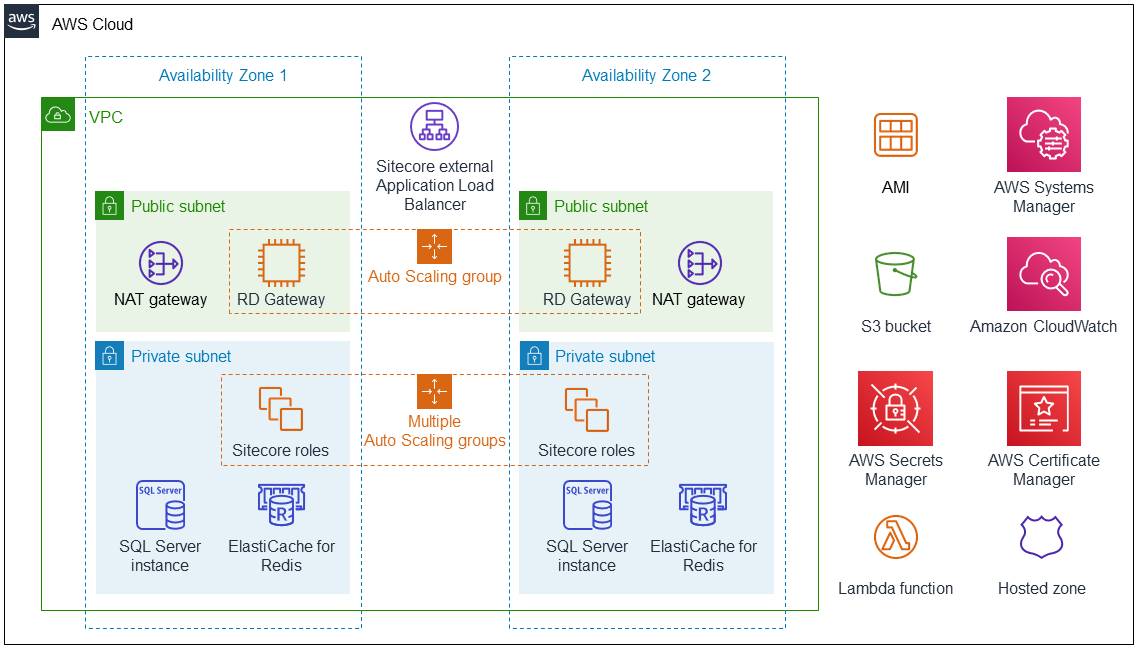 aws
AWS Cloud
Availability Zone 1
Availability Zone 2
VPC
Sitecore external
Application Load
Balancer
Public subnet
Public subnet
NAT gateway
RD Gateway
Auto Scaling group
RD Gateway
NAT gateway
Private subnet
Private subnet
Sitecore roles
Multiple
Auto Scaling groups
Sitecore roles
SQL Server
SQL Server
instance
R
ElastiCache for
Redis
SQL Server
SQL Server
instance
R
ElastiCache for
Redis
AMI
AWS Systems
Manager
S3 bucket
Amazon CloudWatch
AWS Secrets
Manager
AWS Certificate
Manager
Lambda function
Hosted zone